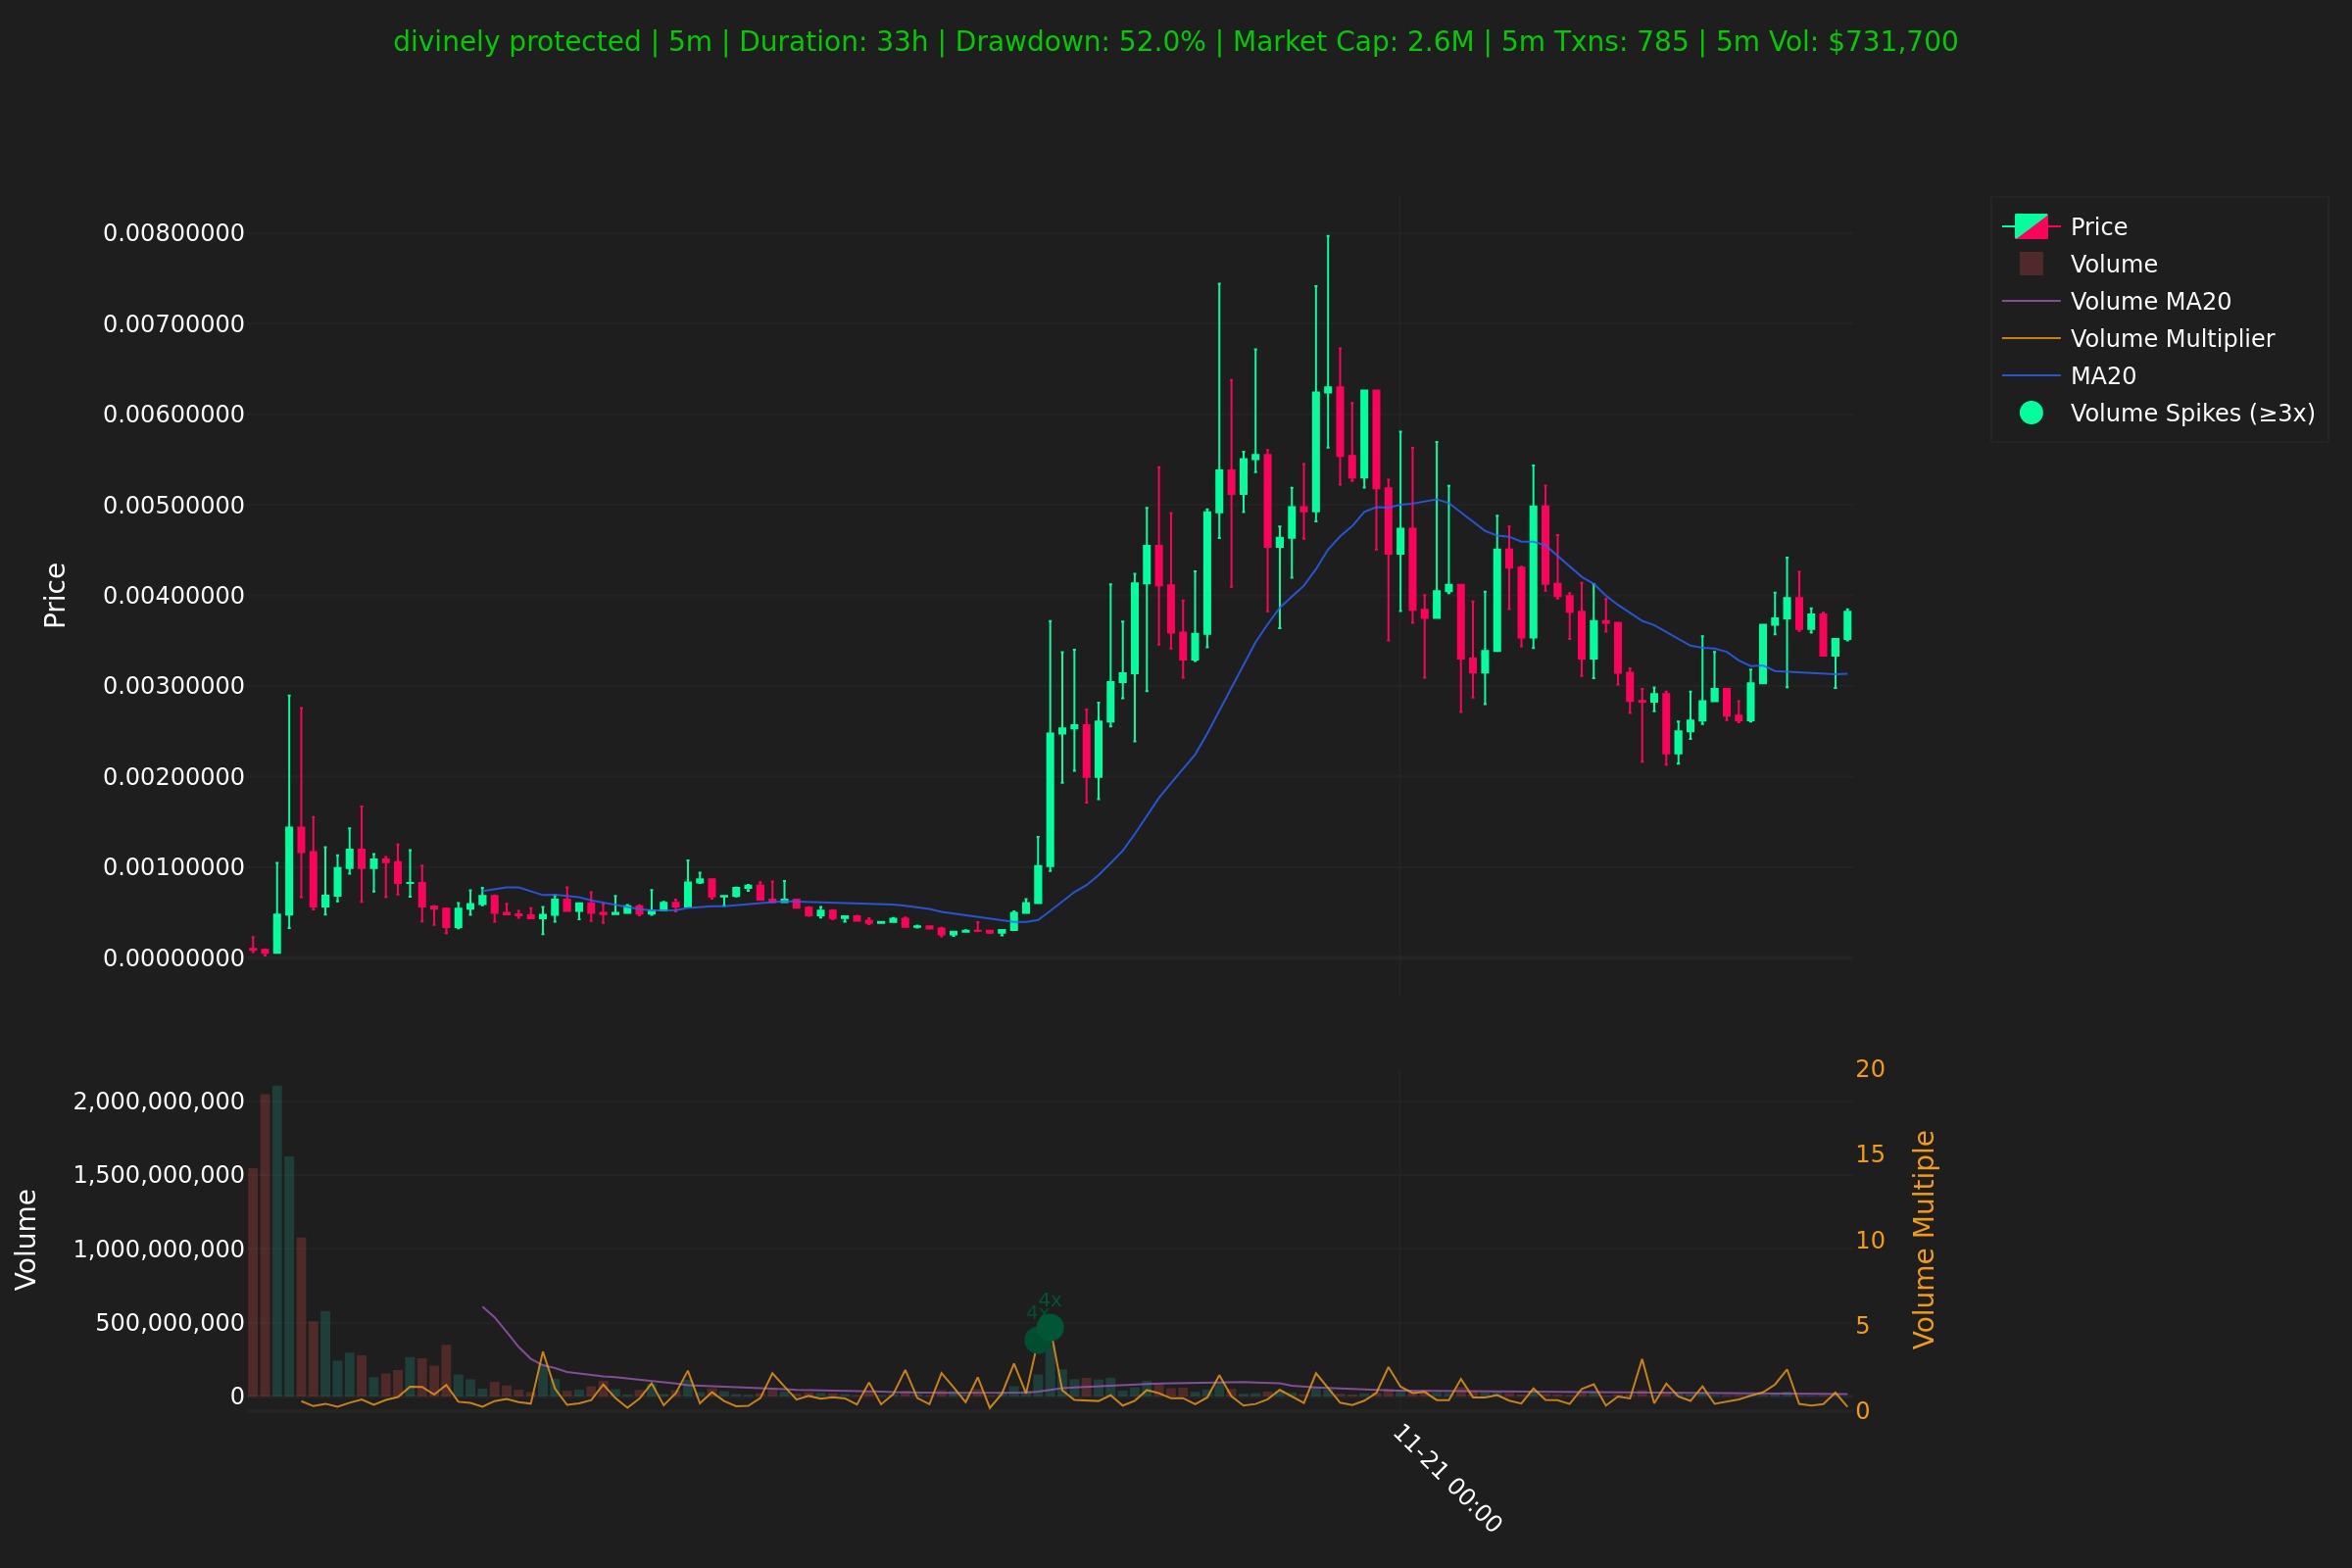 divinely protected | 5m | Duration: 33h | Drawdown: 52.0% | Market Cap: 2.6M | 5m Txns: 785 | 5m Vol: $731,700
Price
Volume
Volume MA20
Volume Multiplier
MA20
Volume Spikes (≥3x)
Price
0.00800000
0.00700000
0.00600000
0.00500000
0.00400000
0.00300000
0.00200000
0.00100000
0.00000000
Volume
2,000,000,000
1,500,000,000
1,000,000,000
500,000,000
0
4x
4x
20
15
10
5
0
Volume Multiple
11-21 00:00